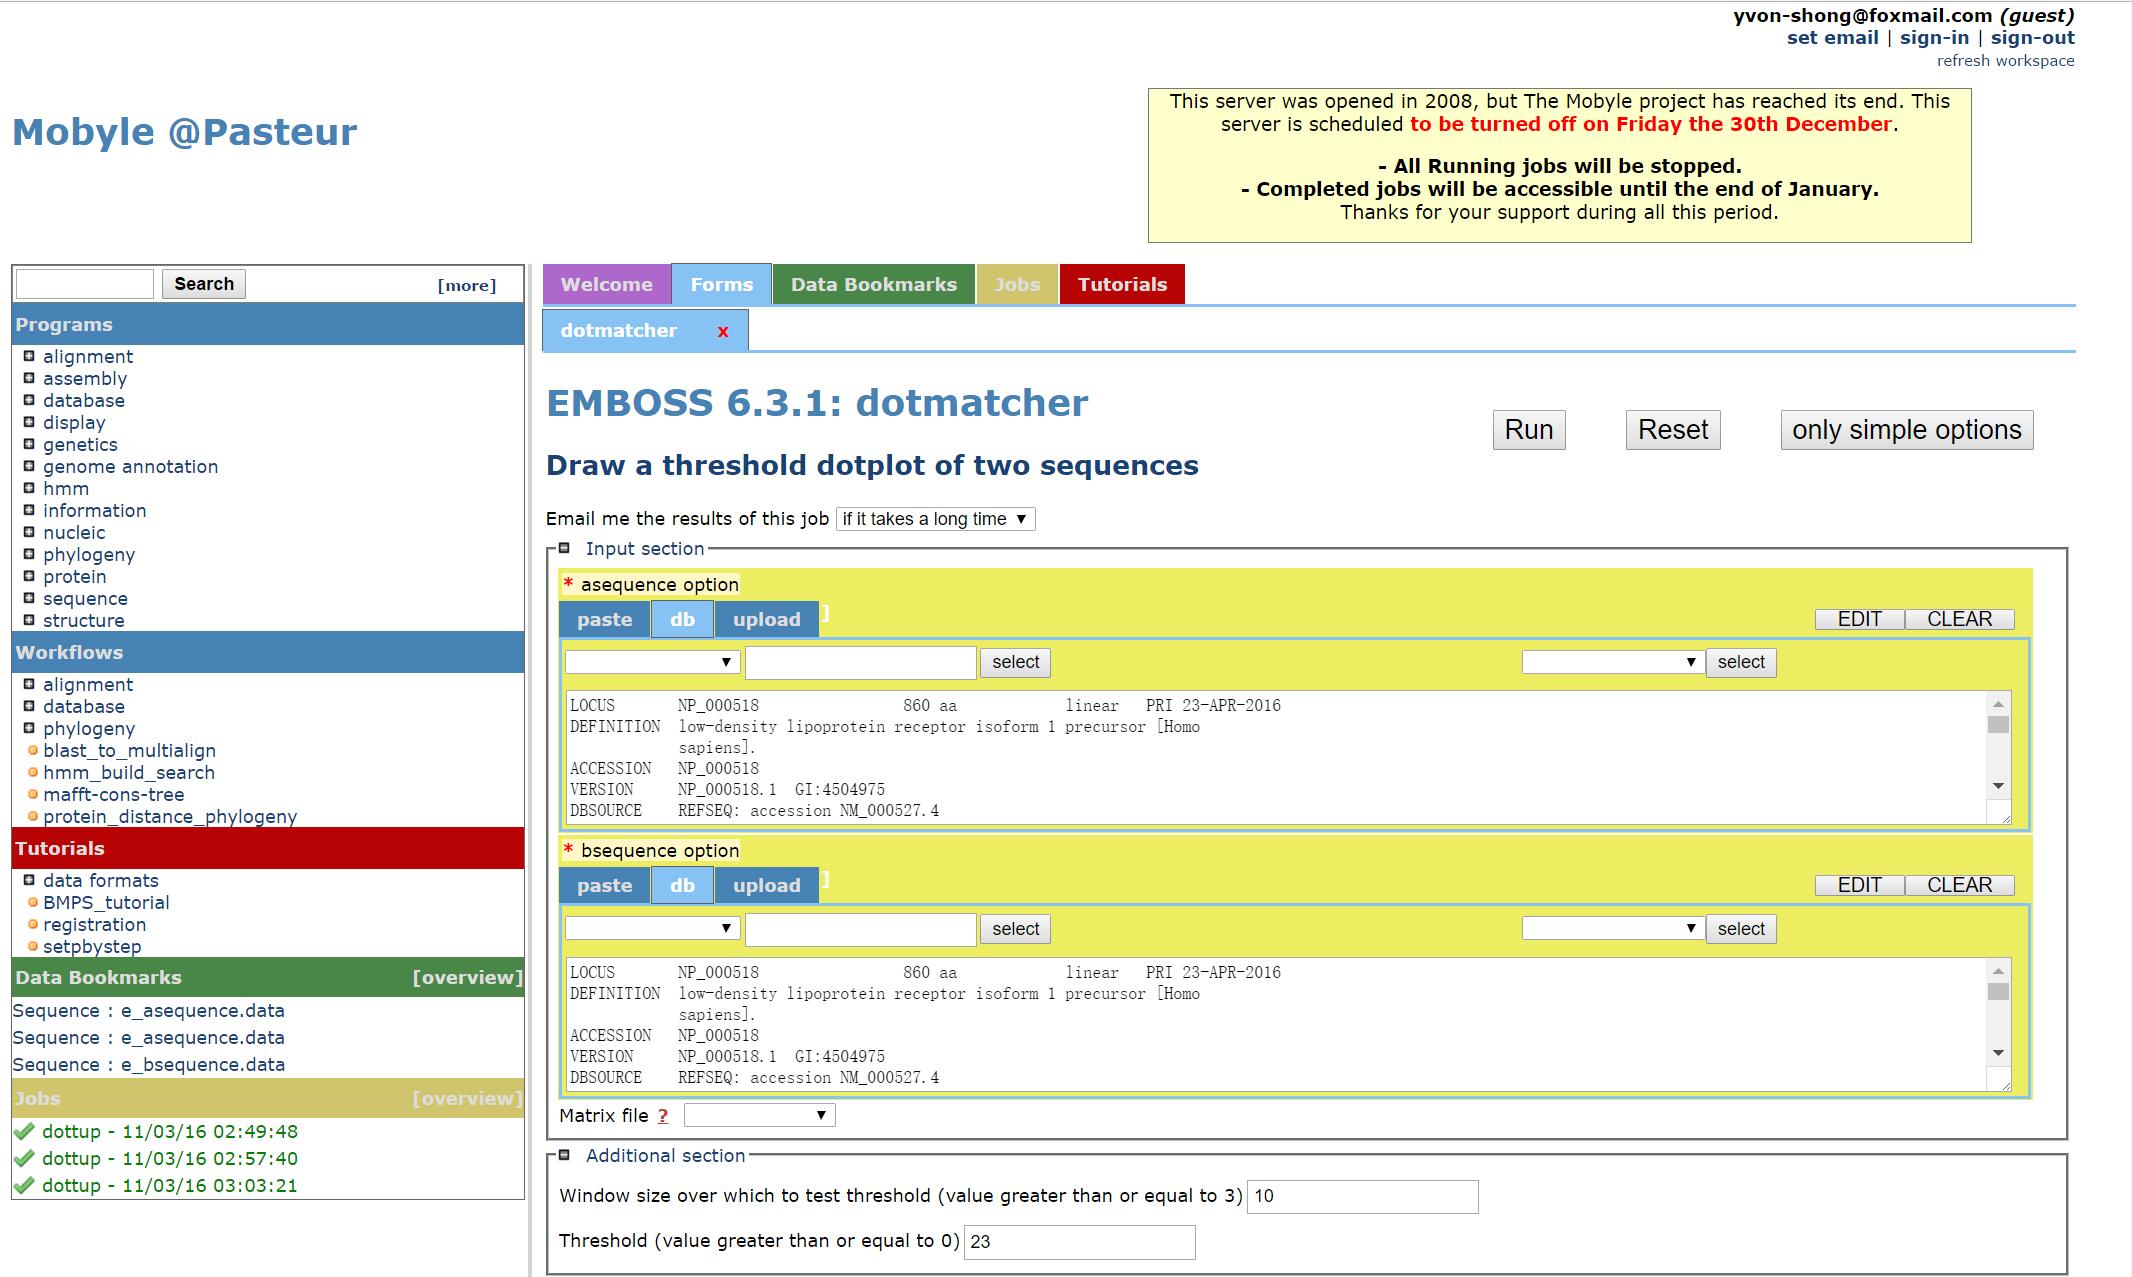 yvon-shong@foxmail.com (guest)
set email | sign-in | sign-out
refresh workspace
Mobyle @Pasteur
This server was opened in 2008, but The Mobyle project has reached its end. This
server is scheduled to be turned off on Friday the 30th December.
- All Running jobs will be stopped.
- Completed jobs will be accessible until the end of January.
Thanks for your support during all this period.
Search [more]
Programs
alignment
assembly
database
display
genetics
genome annotation
hmm
information
nucleic
phylogeny
protein
sequence
structure
Workflows
alignment
database
phylogeny
blast_to_multialign
hmm_build_search
mafft-cons-tree
protein_distance_phylogeny
Tutorials
data formats
BMPS_tutorial
registration
setpbystep
Data Bookmarks [overview]
Sequence : e_asequence.data
Sequence : e_asequence.data
Sequence : e_bsequence.data
Jobs [overview]
dottup - 11/03/16 02:49:48
dottup - 11/03/16 02:57:40
dottup - 11/03/16 03:03:21
Welcome Forms Data Bookmarks Jobs Tutorials
dotmatcher x
EMBOSS 6.3.1: dotmatcher
Run Reset only simple options
Draw a threshold dotplot of two sequences
Email me the results of this job if it takes a long time
Input section
* asequence option
paste db upload ] EDIT CLEAR
select select
LOCUS NP_000518 860 aa linear PRI 23-APR-2016
DEFINITION low-density lipoprotein receptor isoform 1 precursor [Homo
sapiens].
ACCESSION NP_000518
VERSION NP_000518.1 GI:4504975
DBSOURCE REFSEQ: accession NM_000527.4
* bsequence option
paste db upload ] EDIT CLEAR
select select
LOCUS NP_000518 860 aa linear PRI 23-APR-2016
DEFINITION low-density lipoprotein receptor isoform 1 precursor [Homo
sapiens].
ACCESSION NP_000518
VERSION NP_000518.1 GI:4504975
DBSOURCE REFSEQ: accession NM_000527.4
Matrix file ?
Additional section
Window size over which to test threshold (value greater than or equal to 3) 10
Threshold (value greater than or equal to 0) 23